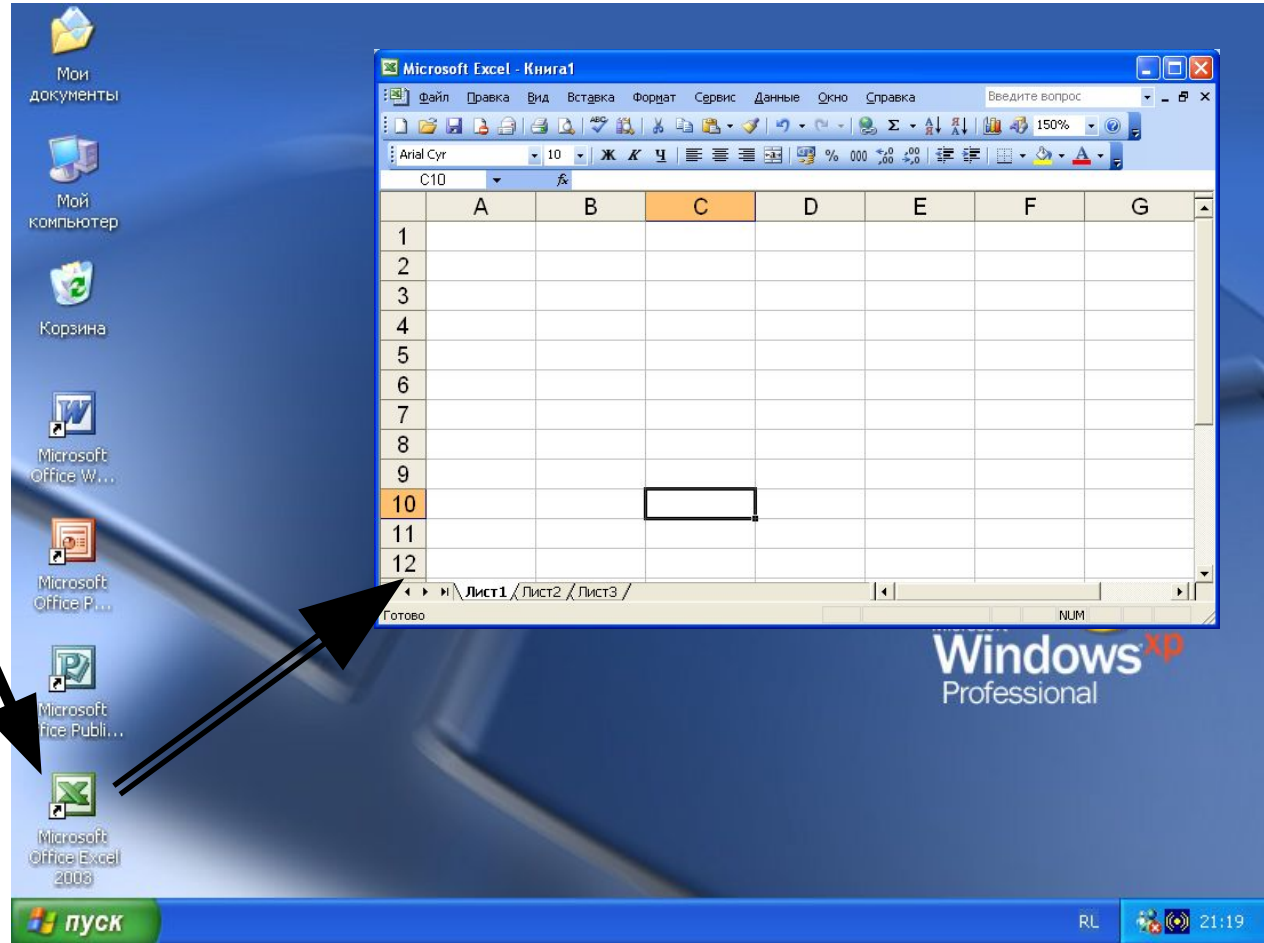 Мои
документы
Мой
компьютер
Корзина
Microsoft
Office W...
Microsoft
Office P...
Microsoft
fice Publi...
Microsoft
Office Excel
2003
Microsoft Excel - Книга1
Файл Правка Вид Вставка Формат Сервис Данные Окно Справка Введите вопрос
150%
Arial Cyr 10 Ж К Ч % 000
C10 fx
A B C D E F G
1
2
3
4
5
6
7
8
9
10
11
12
Лист1 Лист2 Лист3
Готово NUM
Windows xp
Professional
пуск RL 21:19